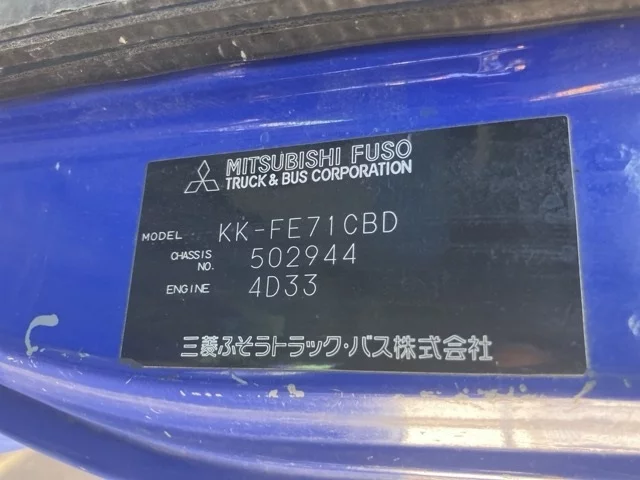 MITSUBISHI FUSO
TRUCK & BUS CORPORATION
MODEL KK-FE71CBD
CHASSIS NO. 502944
ENGINE 4D33
三菱ふそうトラック・バス株式会社